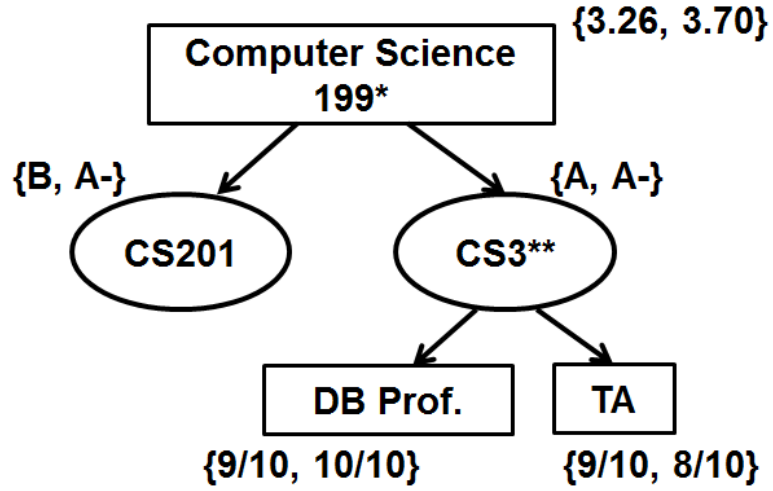 {3.26, 3.70}
Computer Science
199*
{B, A-}
{A, A-}
CS201
CS3**
DB Prof.
TA
{9/10, 10/10}
{9/10, 8/10}